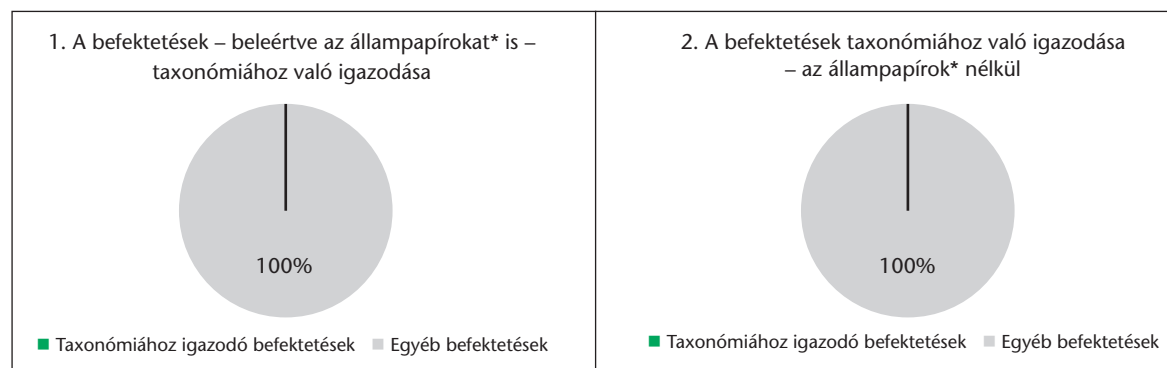 1. A befektetések – beleértve az állampapírokat* is –
taxonómiához való igazodása
100%
Taxonómiához igazodó befektetések Egyéb befektetések
2. A befektetések taxonómiához való igazodása
– az állampapírok* nélkül
100%
Taxonómiához igazodó befektetések Egyéb befektetések